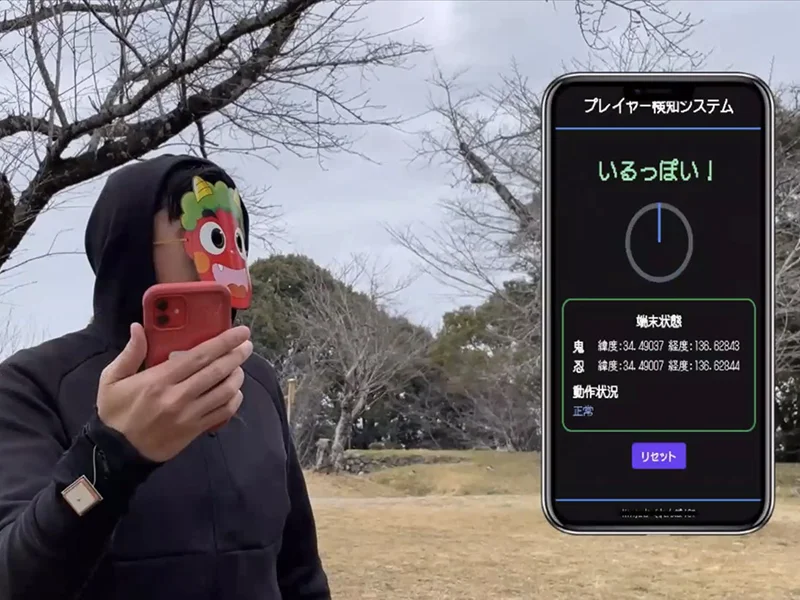 プレイヤー検知システム
いるっぽい！
端末状態
鬼 緯度:34.49037 経度:136.62843
忍 緯度:34.49007 経度:136.62844
動作状況
正常
リセット